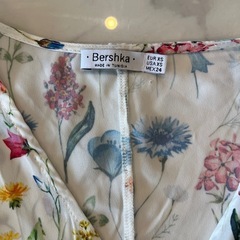 Bershka
MADE IN TUNISIA
EUR XS
USA XS
MEX 24